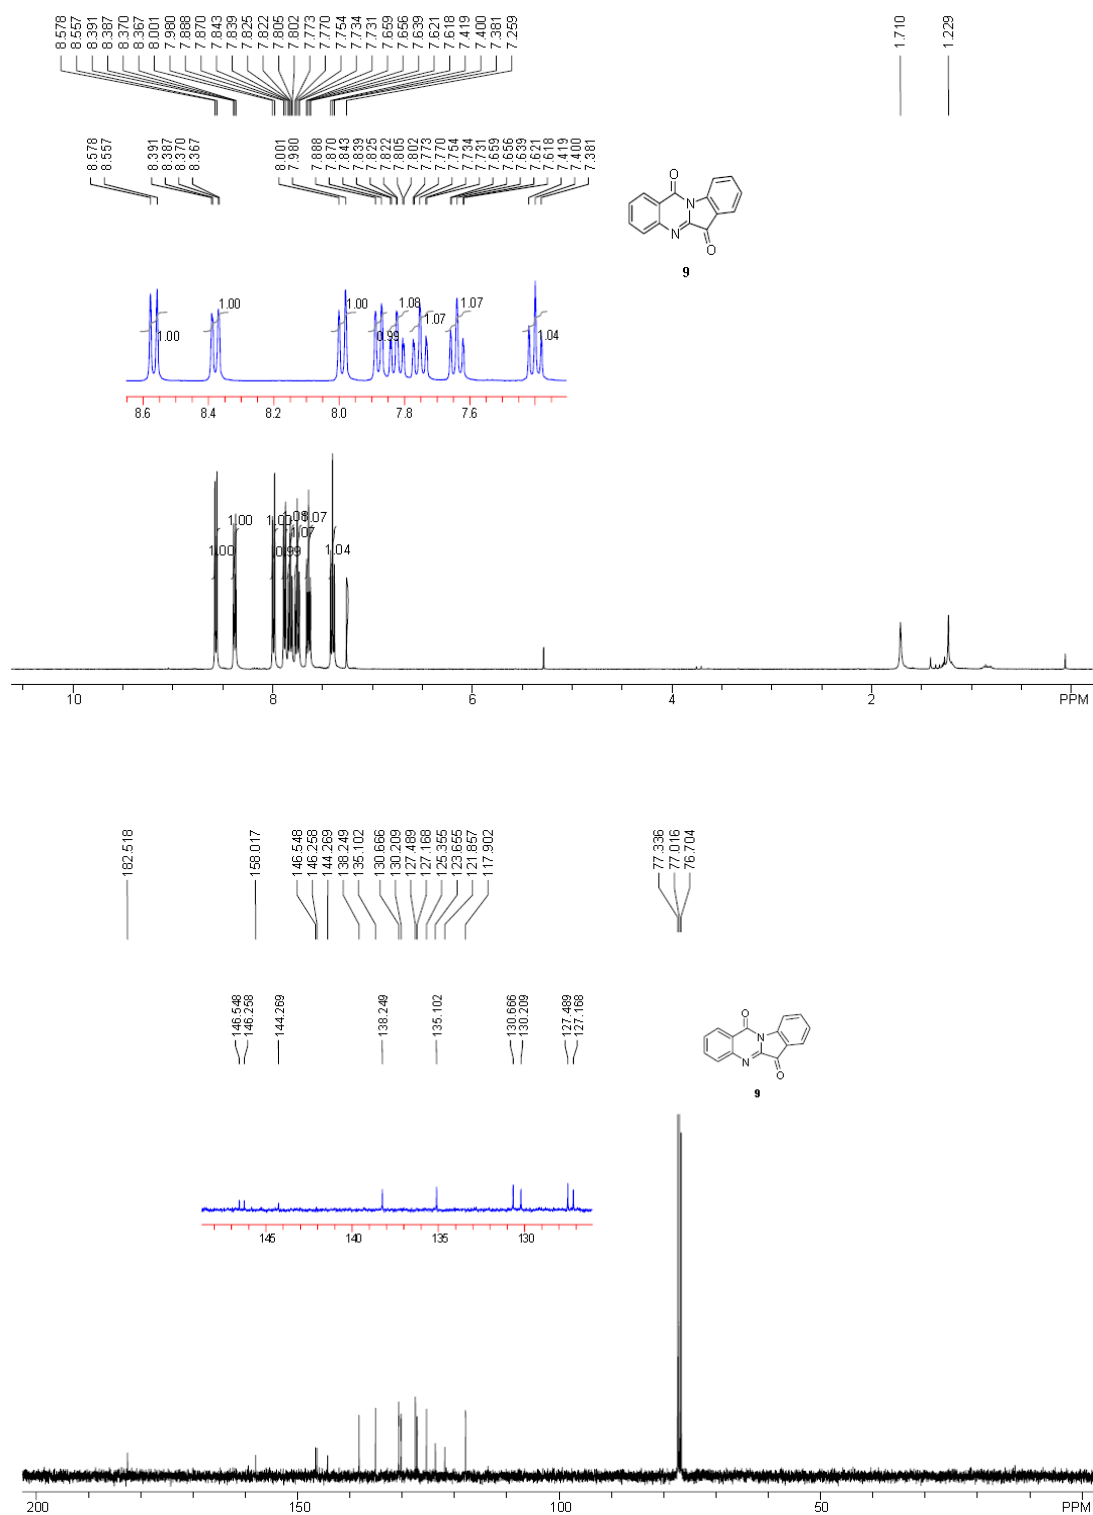 8.578 8.557 8.391 8.387 8.370 8.367 8.001 7.980 7.888 7.870 7.843 7.839 7.825 7.822 7.805 7.802 7.773 7.770 7.754 7.734 7.731 7.659 7.656 7.639 7.621 7.618 7.419 7.400 7.381 7.259 1.710 1.229
8.578 8.557 8.391 8.387 8.370 8.367 8.001 7.980 7.888 7.870 7.843 7.839 7.825 7.822 7.805 7.802 7.773 7.770 7.754 7.734 7.731 7.659 7.656 7.639 7.621 7.618 7.419 7.400 7.381
O
N
N
O
9
1.00 1.00 1.00 0.99 1.08 1.07 1.07 1.04
8.6 8.4 8.2 8.0 7.8 7.6
1.00 1.00 1.00 0.99 1.08 1.07 1.07 1.04
10 8 6 4 2 PPM
182.518 158.017 146.548 146.258 144.269 138.249 135.102 130.666 130.209 127.489 127.168 125.355 123.655 121.857 117.902 77.336 77.016 76.704
146.548 146.258 144.269 138.249 135.102 130.666 130.209 127.489 127.168
O
N
N
O
9
145 140 135 130
200 150 100 50 PPM